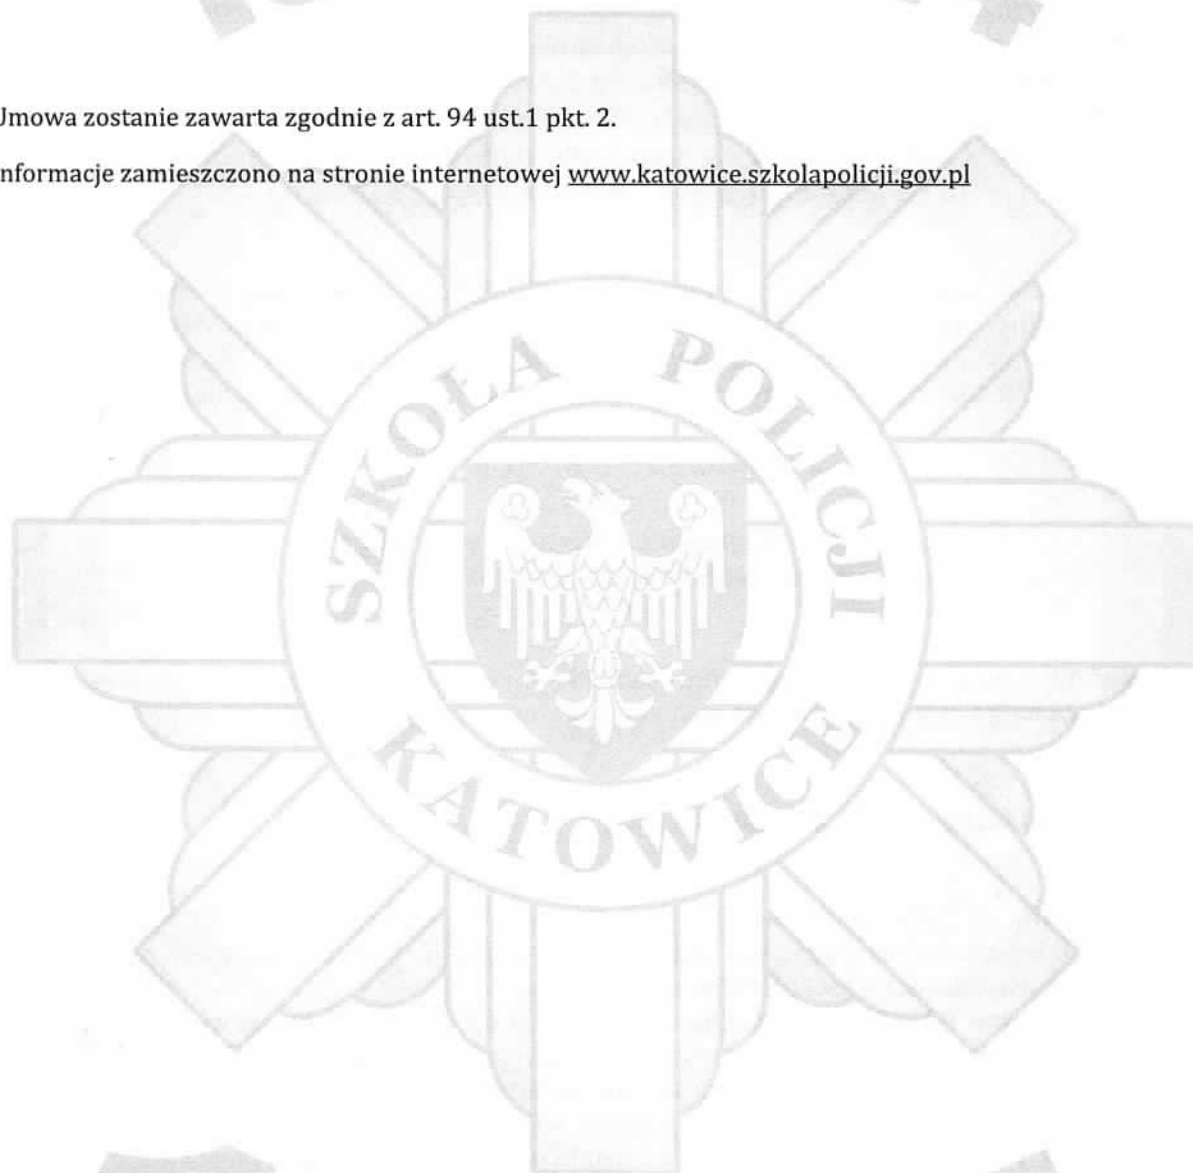 Umowa zostanie zawarta zgodnie z art. 94 ust.1 pkt. 2.
nformacje zamieszczono na stronie internetowej www.katowice.szkolapolicji.gov.pl
SZKOŁA POLICJI
KATOWICE